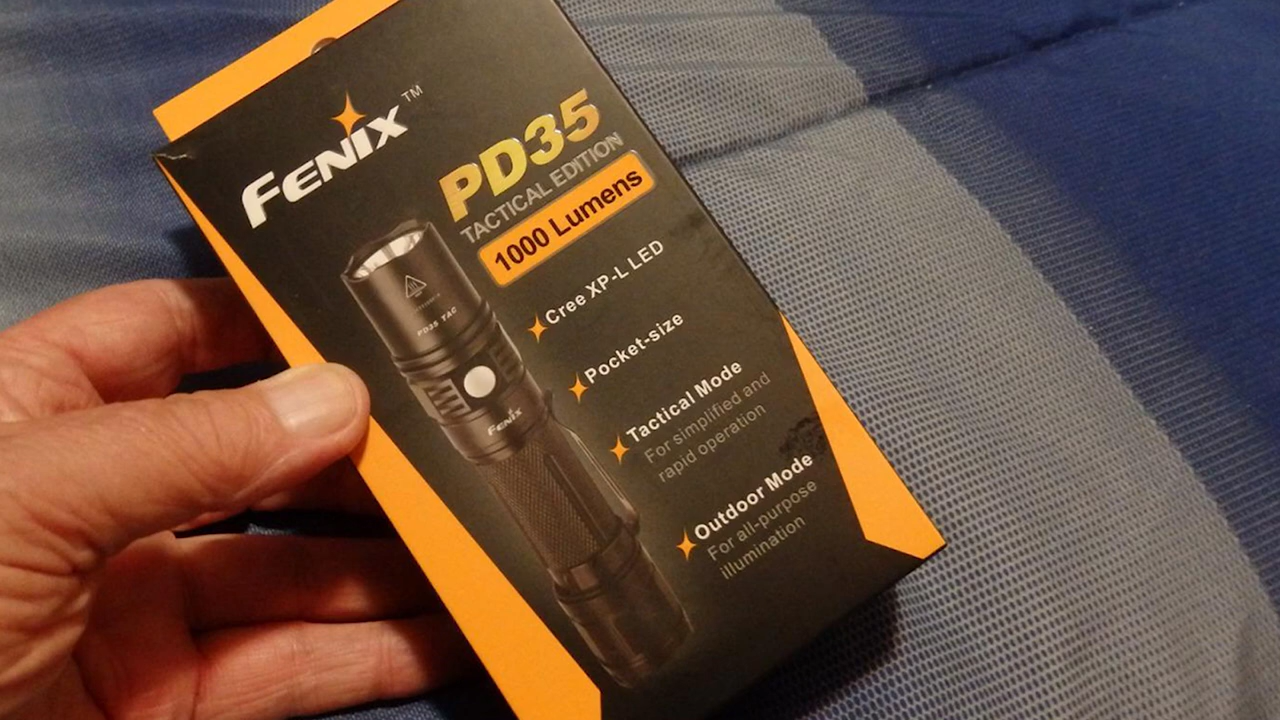 FENIX™
PD35
TACTICAL EDITION
1000 Lumens
Cree XP-L LED
Pocket-size
Tactical Mode
For simplified and
rapid operation
Outdoor Mode
For all-purpose
illumination
PD35 TAC
FENIX